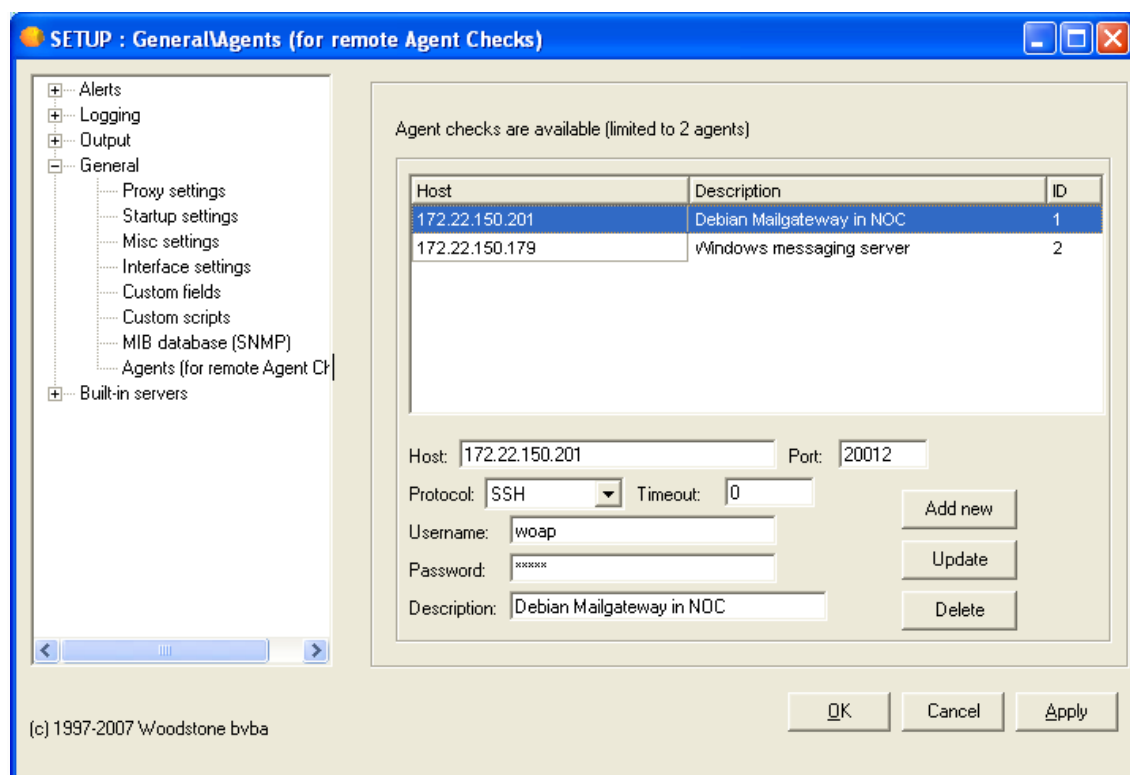 SETUP : General\Agents (for remote Agent Checks)
Alerts
Logging
Output
General
Proxy settings
Startup settings
Misc settings
Interface settings
Custom fields
Custom scripts
MIB database (SNMP)
Agents (for remote Agent Ch
Built-in servers
Agent checks are available (limited to 2 agents)
Host Description ID
172.22.150.201 Debian Mailgateway in NOC 1
172.22.150.179 Windows messaging server 2
Host: 172.22.150.201 Port: 20012
Protocol: SSH Timeout: 0
Add new
Username: woap
Update
Password: xxxxx
Description: Debian Mailgateway in NOC
Delete
OK Cancel Apply
(c) 1997-2007 Woodstone bvba